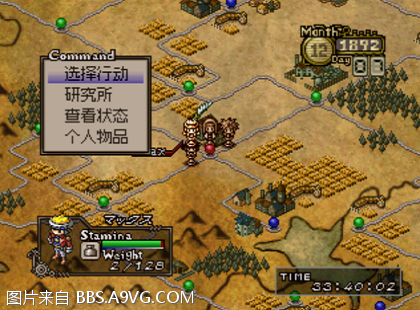 Command
选择行动
研究所
查看状态
个人物品
Month
12
1872
Day
マックス
Stamina
Weight
2/128
TIME
33:40:02
图片来自 BBS.A9VG.COM